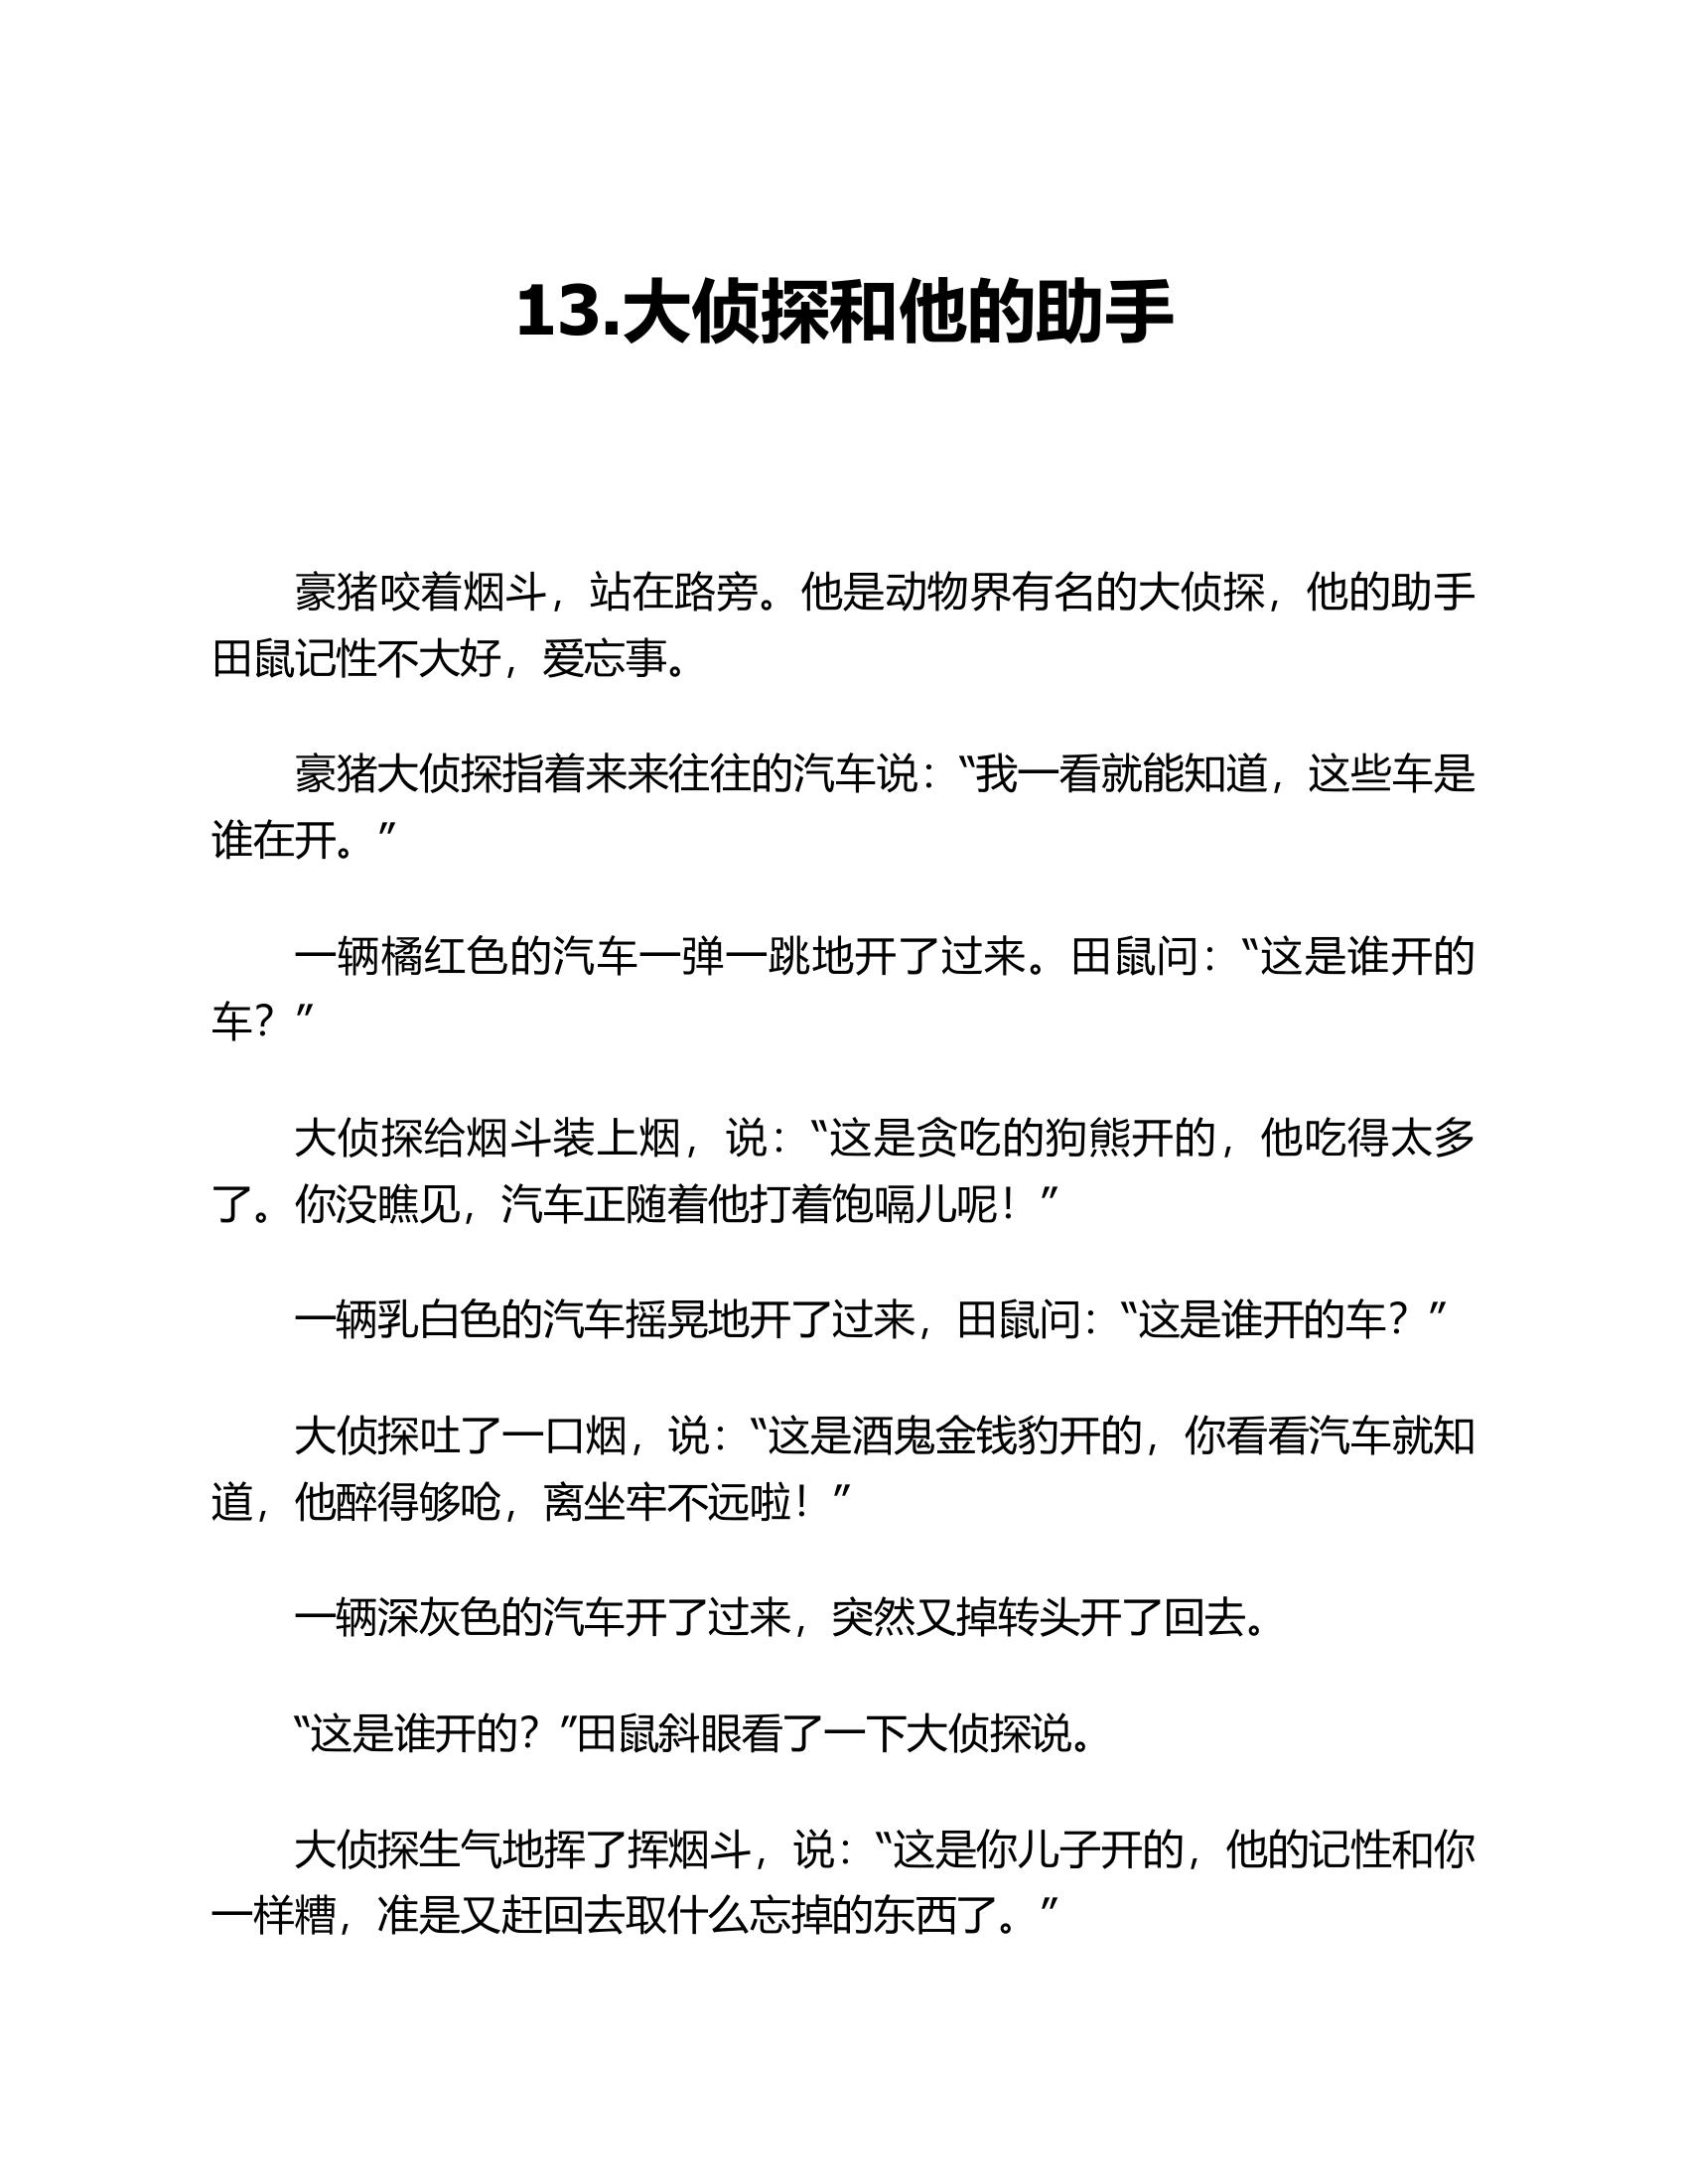 13.大侦探和他的助手
豪猪咬着烟斗，站在路旁。他是动物界有名的大侦探，他的助手
田鼠记性不大好，爱忘事。
豪猪大侦探指着来来往往的汽车说：“我一看就能知道，这些车是
谁在开。”
一辆橘红色的汽车一弹一跳地开了过来。田鼠问：“这是谁开的
车？”
大侦探给烟斗装上烟，说：“这是贪吃的狗熊开的，他吃得太多
了。你没瞧见，汽车正随着他打着饱嗝儿呢！”
一辆乳白色的汽车摇晃地开了过来，田鼠问：“这是谁开的车？”
大侦探吐了一口烟，说：“这是酒鬼金钱豹开的，你看看汽车就知
道，他醉得够呛，离坐牢不远啦！”
一辆深灰色的汽车开了过来，突然又掉转头开了回去。
“这是谁开的？”田鼠斜眼看了一下大侦探说。
大侦探生气地挥了挥烟斗，说：“这是你儿子开的，他的记性和你
一样糟，准是又赶回去取什么忘掉的东西了。”